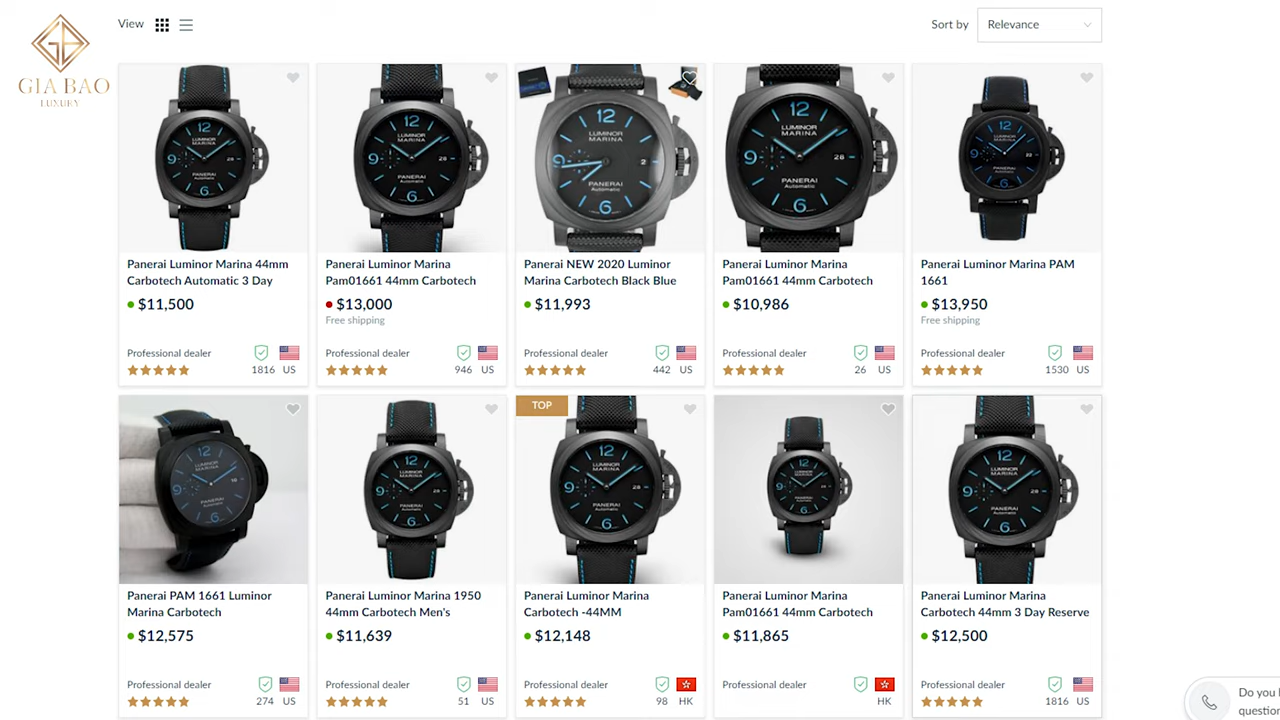 GIA BAO
LUXURY
View
Sort by
Relevance
Panerai Luminor Marina 44mm
Carbotech Automatic 3 Day
$11,500
Professional dealer
1816 US
Panerai Luminor Marina
Pam01661 44mm Carbotech
$13,000
Free shipping
Professional dealer
946 US
Panerai NEW 2020 Luminor
Marina Carbotech Black Blue
$11,993
Professional dealer
442 US
Panerai Luminor Marina
Pam01661 44mm Carbotech
$10,986
Professional dealer
26 US
Panerai Luminor Marina PAM
1661
$13,950
Free shipping
Professional dealer
1530 US
Panerai PAM 1661 Luminor
Marina Carbotech
$12,575
Professional dealer
274 US
Panerai Luminor Marina 1950
44mm Carbotech Men's
$11,639
Professional dealer
51 US
TOP
Panerai Luminor Marina
Carbotech -44MM
$12,148
Professional dealer
98 HK
Panerai Luminor Marina
Pam01661 44mm Carbotech
$11,865
Professional dealer
HK
Panerai Luminor Marina
Carbotech 44mm 3 Day Reserve
$12,500
Professional dealer
1816 US
Do you
question